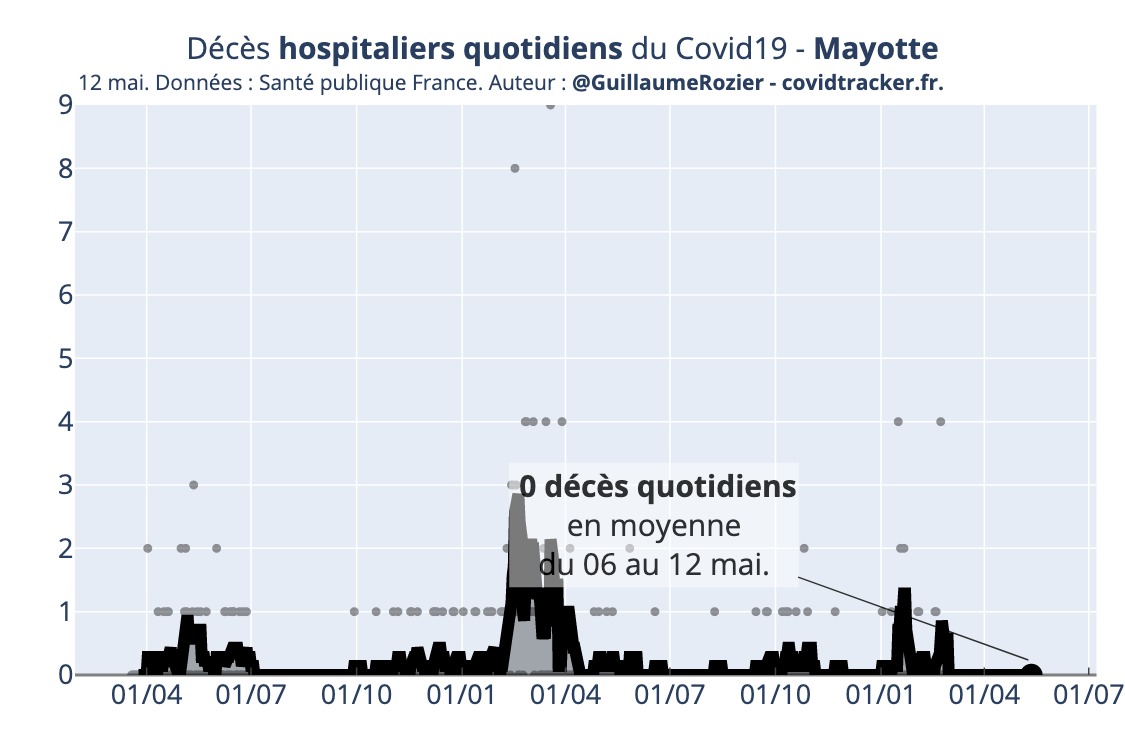 Décès hospitaliers quotidiens du Covid19 - Mayotte
12 mai. Données : Santé publique France. Auteur : @GuillaumeRozier - covidtracker.fr.
9
8
7
6
5
4
3
2
1
0
0 décès quotidiens
en moyenne
du 06 au 12 mai.
01/04 01/07 01/10 01/01 01/04 01/07 01/10 01/01 01/04 01/07